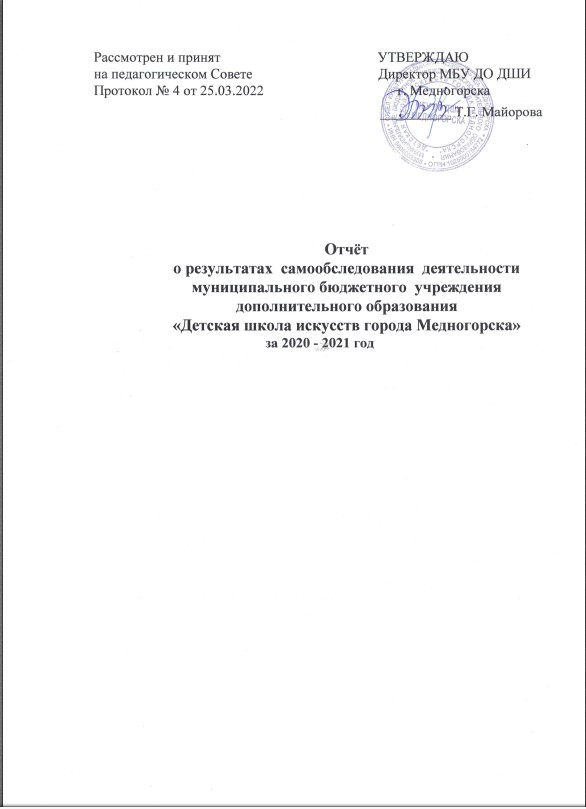 Рассмотрен и принят
на педагогическом Совете
Протокол № 4 от 25.03.2022
УТВЕРЖДАЮ
Директор МБУ ДО ДШИ
г. Медногорска
Т.Г. Майорова
Отчёт
о результатах самообследования деятельности
муниципального бюджетного учреждения
дополнительного образования
«Детская школа искусств города Медногорска»
за 2020 - 2021 год